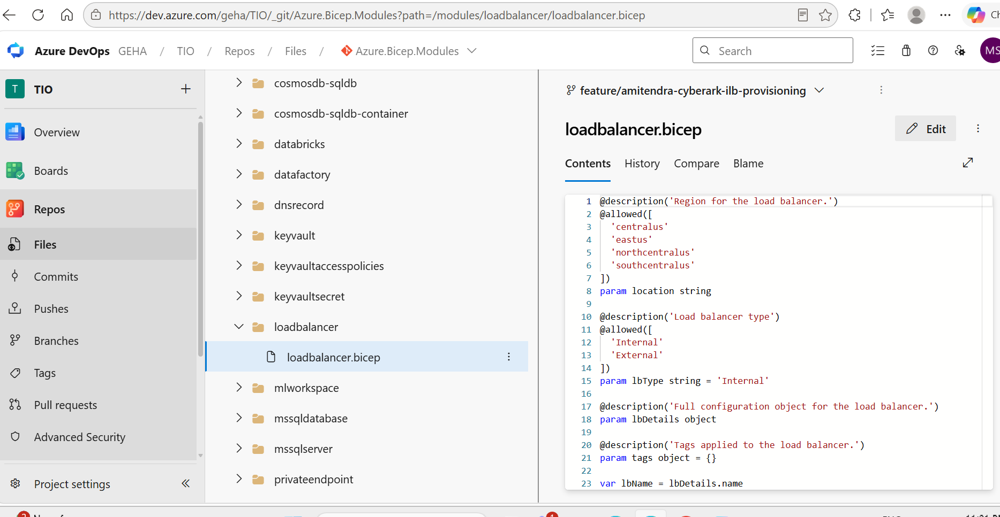 https://dev.azure.com/geha/TIO/_git/Azure.Bicep.Modules?path=/modules/loadbalancer/loadbalancer.bicep
Azure DevOps GEHA / TIO / Repos / Files / Azure.Bicep.Modules
Search
MS
T TIO
Overview
Boards
Repos
Files
Commits
Pushes
Branches
Tags
Pull requests
Advanced Security
Project settings
cosmosdb-sqldb
cosmosdb-sqldb-container
databricks
datafactory
dnsrecord
keyvault
keyvaultaccesspolicies
keyvaultsecret
loadbalancer
loadbalancer.bicep
mlworkspace
mssqldatabase
mssqlserver
privateendpoint
feature/amitendra-cyberark-ilb-provisioning
loadbalancer.bicep
Edit
Contents History Compare Blame
1 @description('Region for the load balancer.')
2 @allowed([
3 'centralus'
4 'eastus'
5 'northcentralus'
6 'southcentralus'
7 ])
8 param location string
9
10 @description('Load balancer type')
11 @allowed([
12 'Internal'
13 'External'
14 ])
15 param lbType string = 'Internal'
16
17 @description('Full configuration object for the load balancer.')
18 param lbDetails object
19
20 @description('Tags applied to the load balancer.')
21 param tags object = {}
22
23 var lbName = lbDetails.name